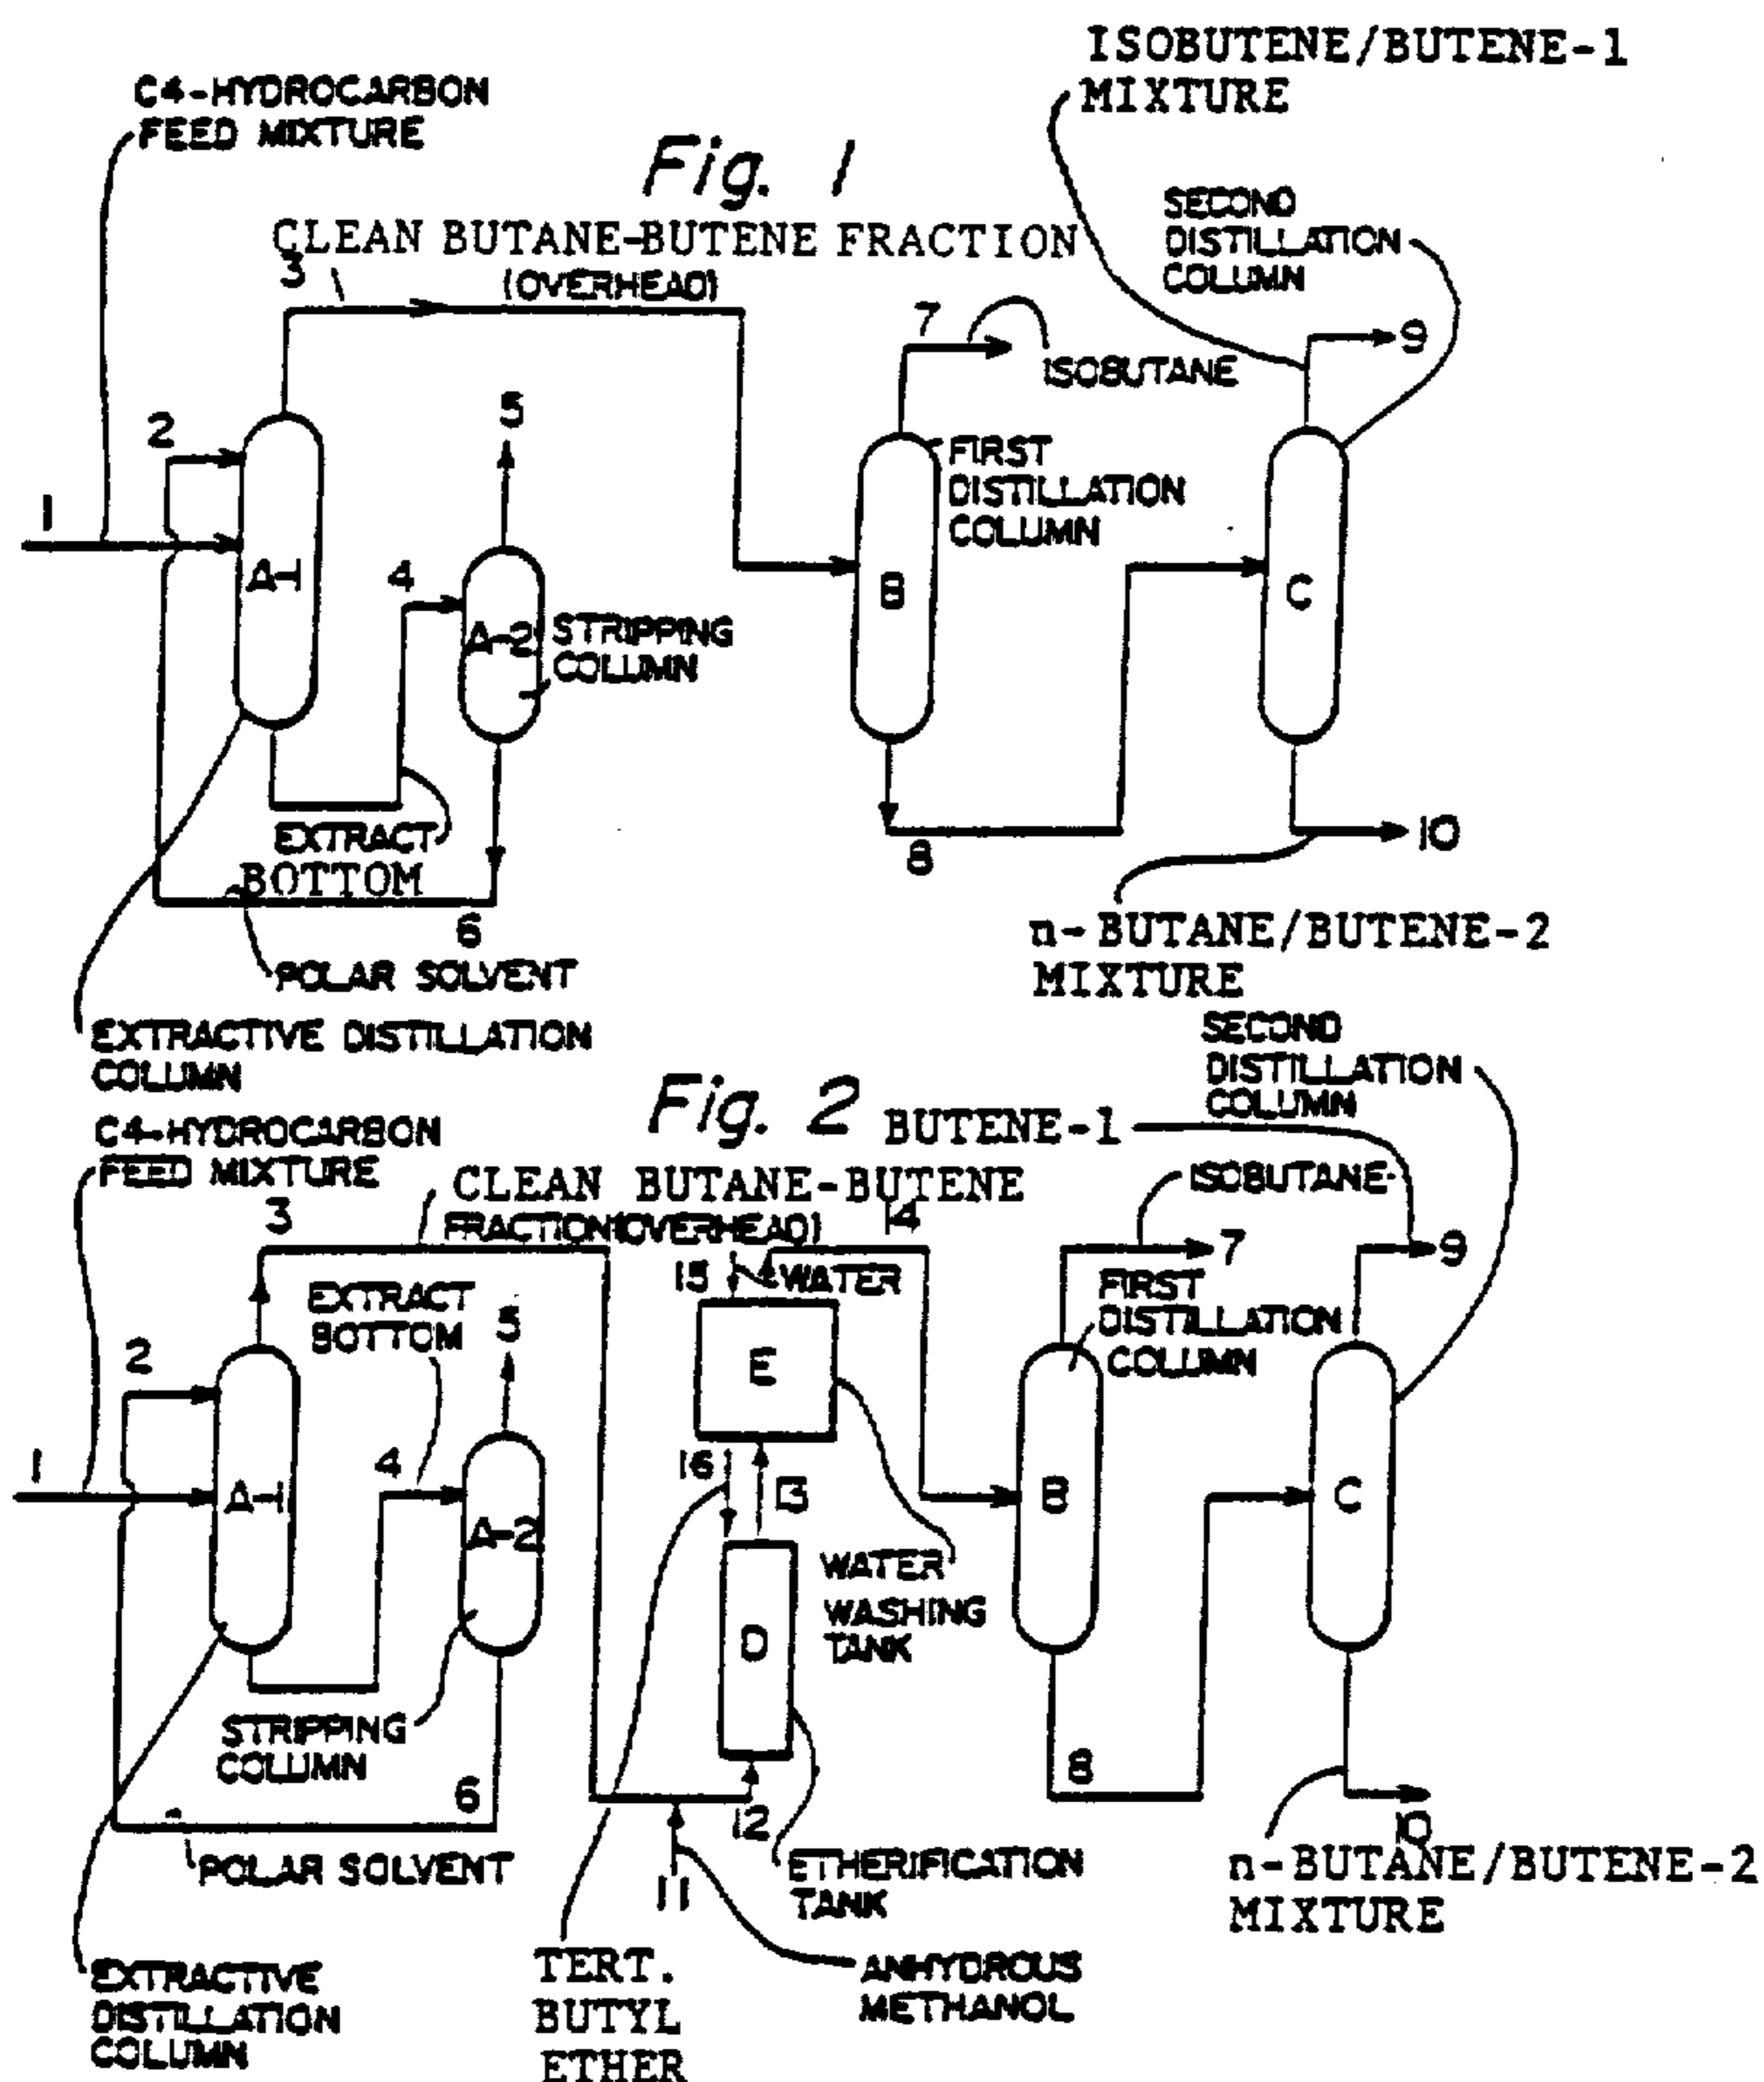 ISOBUTENE/BUTENE-1
MIXTURE
C4-HYDROCARBON
FEED MIXTURE
Fig. 1
SECOND
DISTILLATION
COLUMN
CLEAN BUTANE-BUTENE FRACTION
(OVERHEAD)
3
7
9
ISOBUTANE
5
2
FIRST
DISTILLATION
COLUMN
1
A-1
4
B
C
A-2
STRIPPING
COLUMN
EXTRACT
BOTTOM
8
10
6
n-BUTANE/BUTENE-2
MIXTURE
POLAR SOLVENT
EXTRACTIVE DISTILLATION
COLUMN
SECOND
DISTILLATION
COLUMN
Fig. 2
BUTENE-1
C4-HYDROCARBON
FEED MIXTURE
CLEAN BUTANE-BUTENE
FRACTION(OVERHEAD)
ISOBUTANE
3
14
7
9
15
WATER
EXTRACT
BOTTOM
5
FIRST
DISTILLATION
COLUMN
2
E
1
4
16
13
A-1
A-2
B
C
WATER
WASHING
TANK
D
STRIPPING
COLUMN
6
8
12
10
POLAR SOLVENT
11
ETHERIFICATION
TANK
n-BUTANE/BUTENE-2
MIXTURE
EXTRACTIVE
DISTILLATION
COLUMN
TERT.
BUTYL
ETHER
ANHYDROUS
METHANOL